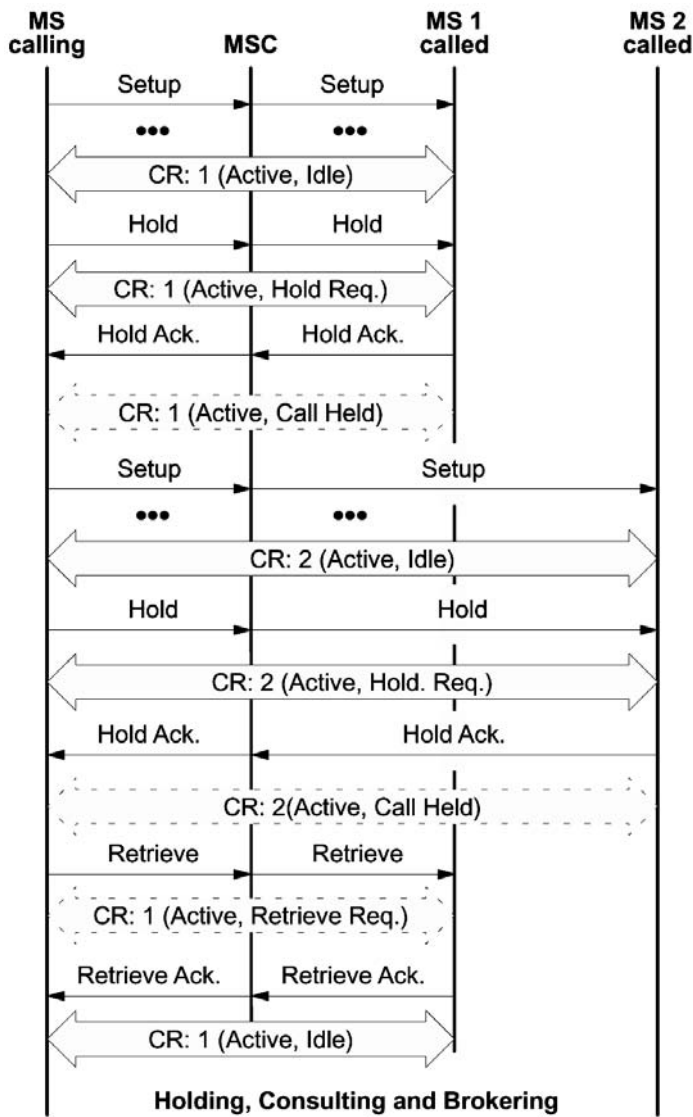 MS calling MSC MS 1 called MS 2 called
Setup Setup
••• •••
CR: 1 (Active, Idle)
Hold Hold
CR: 1 (Active, Hold Req.)
Hold Ack. Hold Ack.
CR: 1 (Active, Call Held)
Setup Setup
••• •••
CR: 2 (Active, Idle)
Hold Hold
CR: 2 (Active, Hold. Req.)
Hold Ack. Hold Ack.
CR: 2(Active, Call Held)
Retrieve Retrieve
CR: 1 (Active, Retrieve Req.)
Retrieve Ack. Retrieve Ack.
CR: 1 (Active, Idle)
Holding, Consulting and Brokering